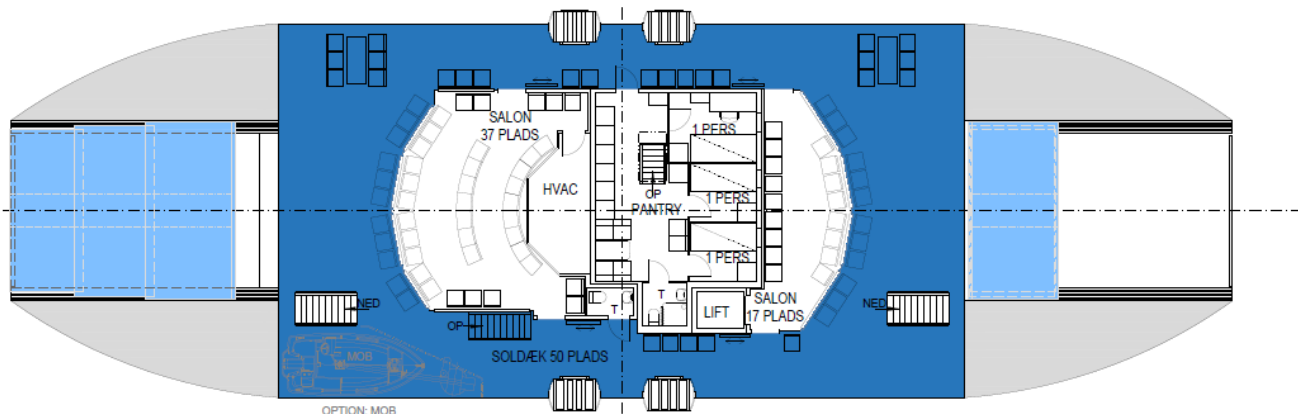 SALON
37 PLADS
1 PERS
HVAC
OP
PANTRY
1 PERS
1 PERS
NED
T
T
LIFT
SALON
17 PLADS
NED
OP
SOLDÆK 50 PLADS
MOB
OPTION: MOB